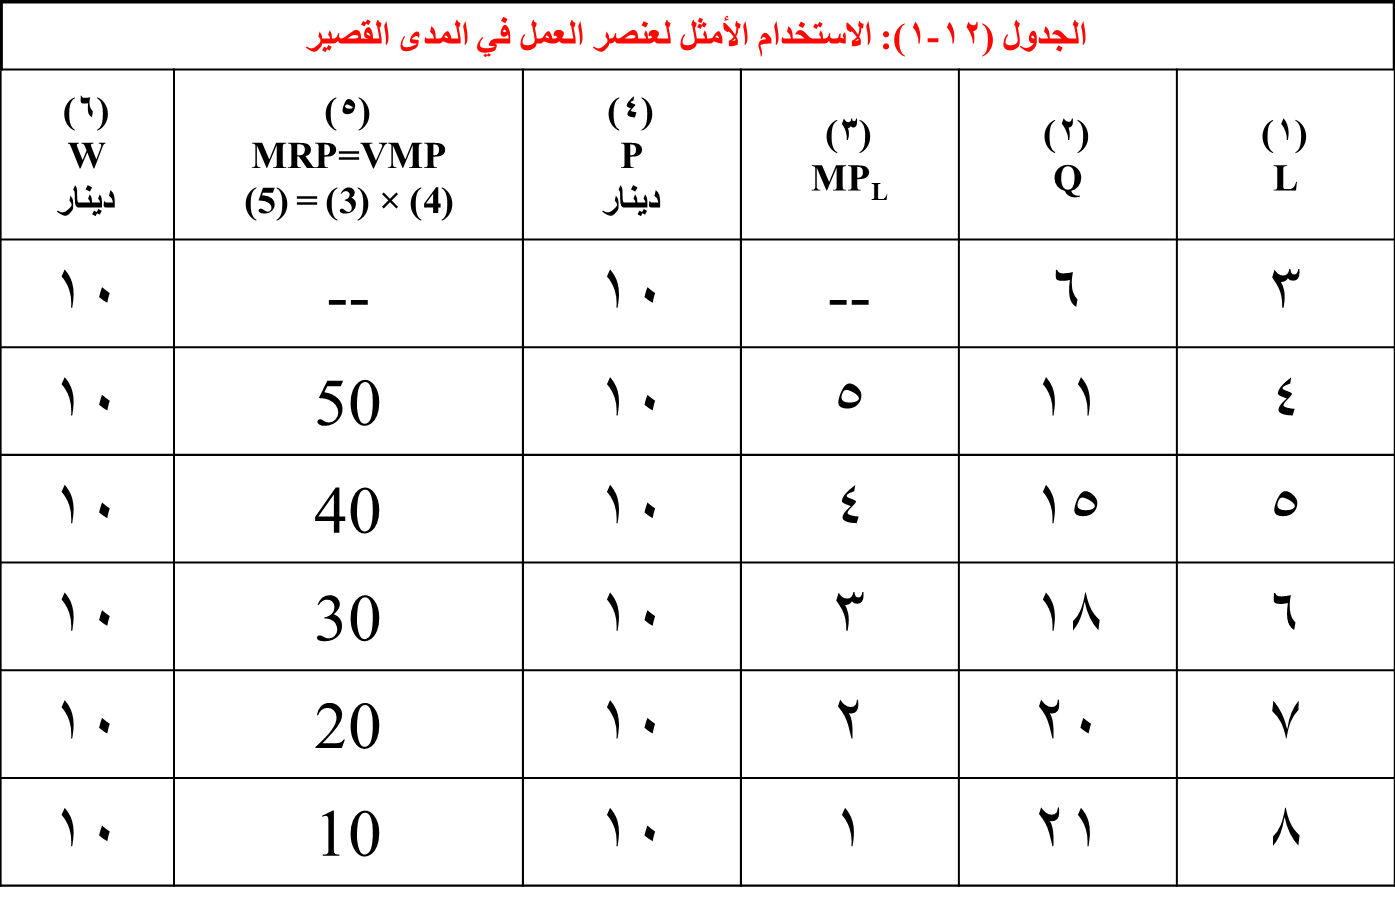 الجدول (١٢-١): الاستخدام الأمثل لعنصر العمل في المدى القصير
(١) L | (٢) Q | (٣) MP_L | (٤) P دينار | (٥) MRP=VMP (5) = (3) × (4) | (٦) W دينار
٣ | ٦ | -- | ١٠ | -- | ١٠
٤ | ١١ | ٥ | ١٠ | 50 | ١٠
٥ | ١٥ | ٤ | ١٠ | 40 | ١٠
٦ | ١٨ | ٣ | ١٠ | 30 | ١٠
٧ | ٢٠ | ٢ | ١٠ | 20 | ١٠
٨ | ٢١ | ١ | ١٠ | 10 | ١٠